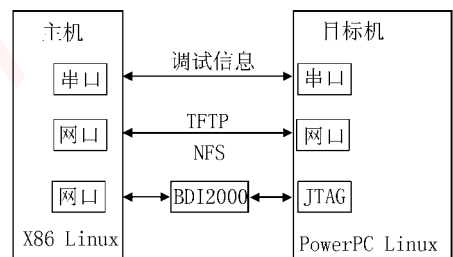 主机 目标机
串口 调试信息 串口
网口 TFTP 网口
NFS
网口 BDI2000 JTAG
X86 Linux PowerPC Linux